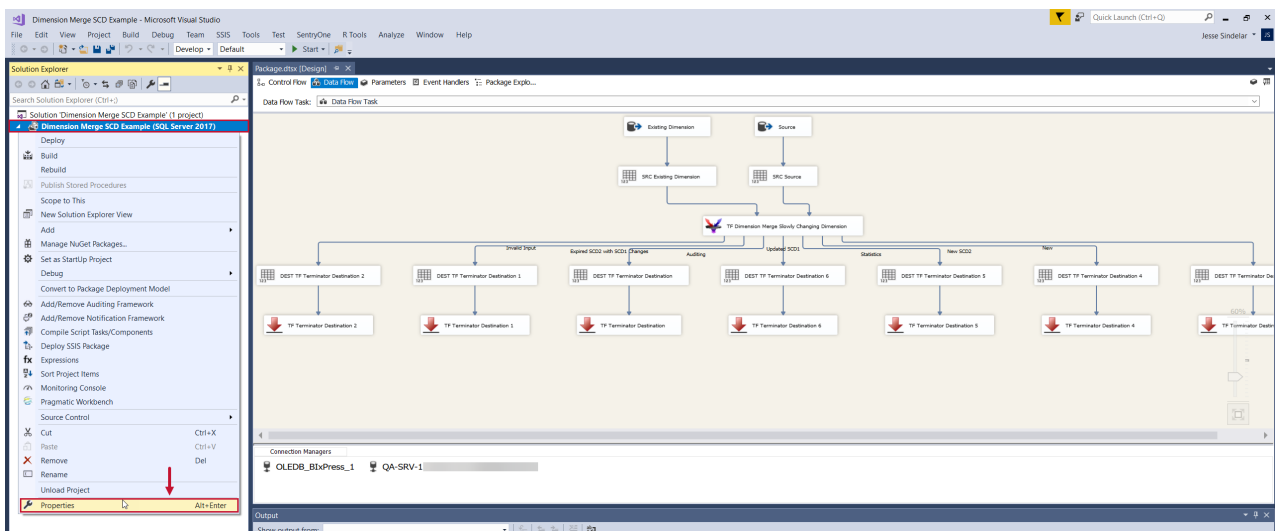 Dimension Merge SCD Example - Microsoft Visual Studio
Quick Launch (Ctrl+Q)
File Edit View Project Build Debug Team SSIS Tools Test SentryOne R Tools Analyze Window Help
Jesse Sindelar JS
Develop Default Start
Solution Explorer
Package.dtsx [Design]
Control Flow Data Flow Parameters Event Handlers Package Explo...
Search Solution Explorer (Ctrl+;)
Data Flow Task: Data Flow Task
Solution 'Dimension Merge SCD Example' (1 project)
Dimension Merge SCD Example (SQL Server 2017)
Deploy
Build
Rebuild
Publish Stored Procedures
Scope to This
New Solution Explorer View
Add
Manage NuGet Packages...
Set as StartUp Project
Debug
Convert to Package Deployment Model
Add/Remove Auditing Framework
Add/Remove Notification Framework
Compile Script Tasks/Components
Deploy SSIS Package
fx Expressions
Sort Project Items
Monitoring Console
Pragmatic Workbench
Source Control
Cut Ctrl+X
Paste Ctrl+V
Remove Del
Rename
Unload Project
Properties Alt+Enter
Existing Dimension Source
SRC Existing Dimension SRC Source
TF Dimension Merge Slowly Changing Dimension
Invalid Input Expired SCD2 with SCD1 Changes Auditing Updated SCD1 Statistics New SCD2 New
DEST TF Terminator Destination 2 DEST TF Terminator Destination 1 DEST TF Terminator Destination DEST TF Terminator Destination 6 DEST TF Terminator Destination 5 DEST TF Terminator Destination 4 DEST TF Terminator De
60%
TF Terminator Destination 2 TF Terminator Destination 1 TF Terminator Destination TF Terminator Destination 6 TF Terminator Destination 5 TF Terminator Destination 4 TF Terminator Destin
Connection Managers
OLEDB_BIxPress_1 QA-SRV-1
Output
Show output from: